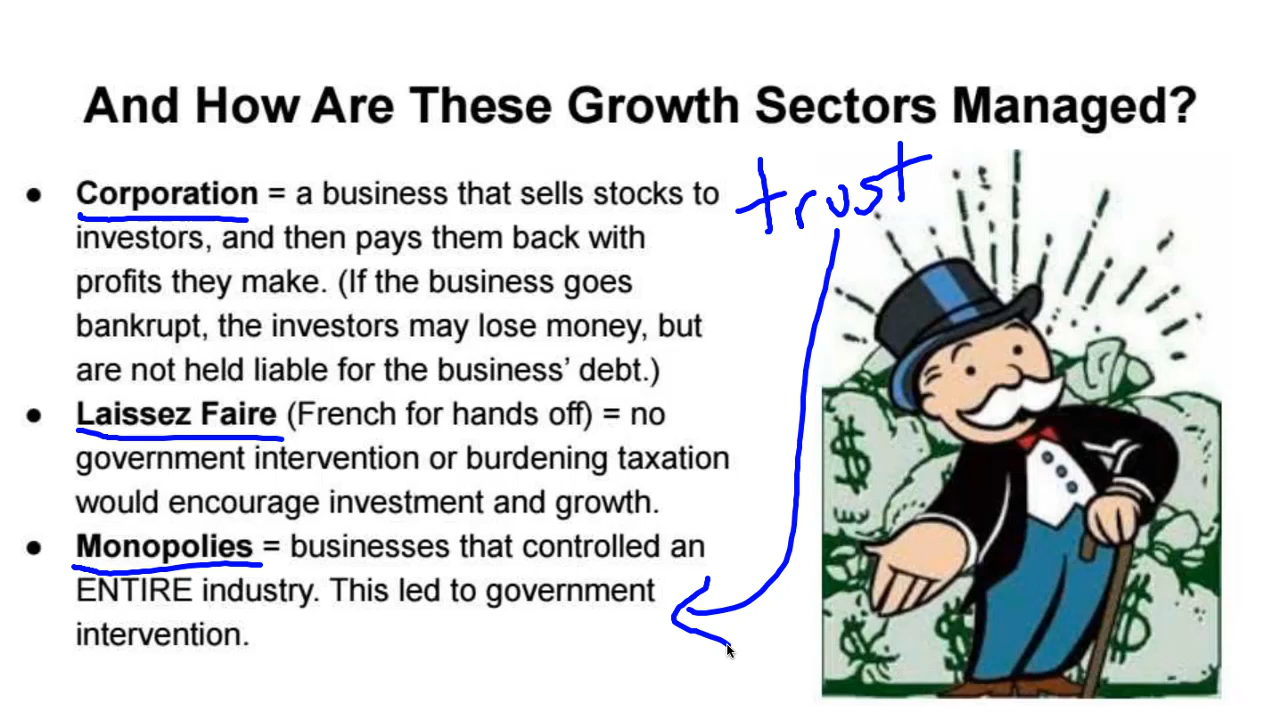 And How Are These Growth Sectors Managed?
trust
● Corporation = a business that sells stocks to
investors, and then pays them back with
profits they make. (If the business goes
bankrupt, the investors may lose money, but
are not held liable for the business’ debt.)
● Laissez Faire (French for hands off) = no
government intervention or burdening taxation
would encourage investment and growth.
● Monopolies = businesses that controlled an
ENTIRE industry. This led to government
intervention.
$
$
$